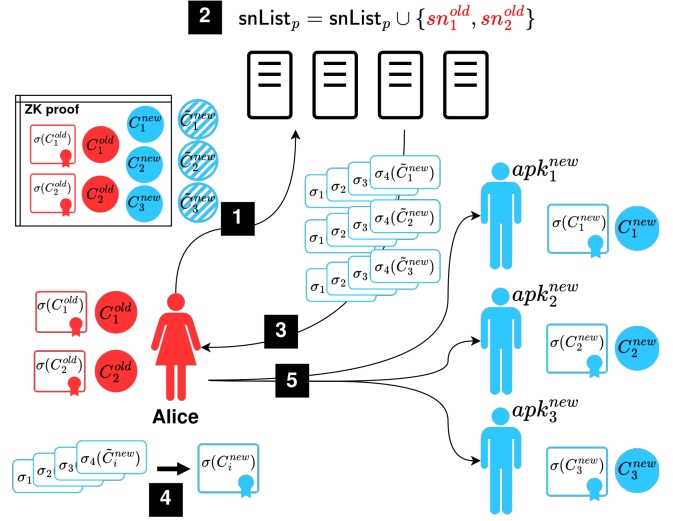 2 snList_p = snList_p ∪ {sn_1^{old}, sn_2^{old}}
ZK proof
σ(C_1^{old}) C_1^{old} C_1^{new} C̃_1^{new}
σ(C_2^{old}) C_2^{old} C_2^{new} C̃_2^{new}
C_3^{new} C̃_3^{new}
1
σ_1 σ_2 σ_3 σ_4(C̃_1^{new})
σ_1 σ_2 σ_3 σ_4(C̃_2^{new})
σ_1 σ_2 σ_3 σ_4(C̃_3^{new})
3
apk_1^{new}
σ(C_1^{new}) C_1^{new}
apk_2^{new}
σ(C_2^{new}) C_2^{new}
apk_3^{new}
σ(C_3^{new}) C_3^{new}
σ(C_1^{old}) C_1^{old}
σ(C_2^{old}) C_2^{old}
5
Alice
σ_1 σ_2 σ_3 σ_4(C̃_i^{new})
4
σ(C_i^{new})